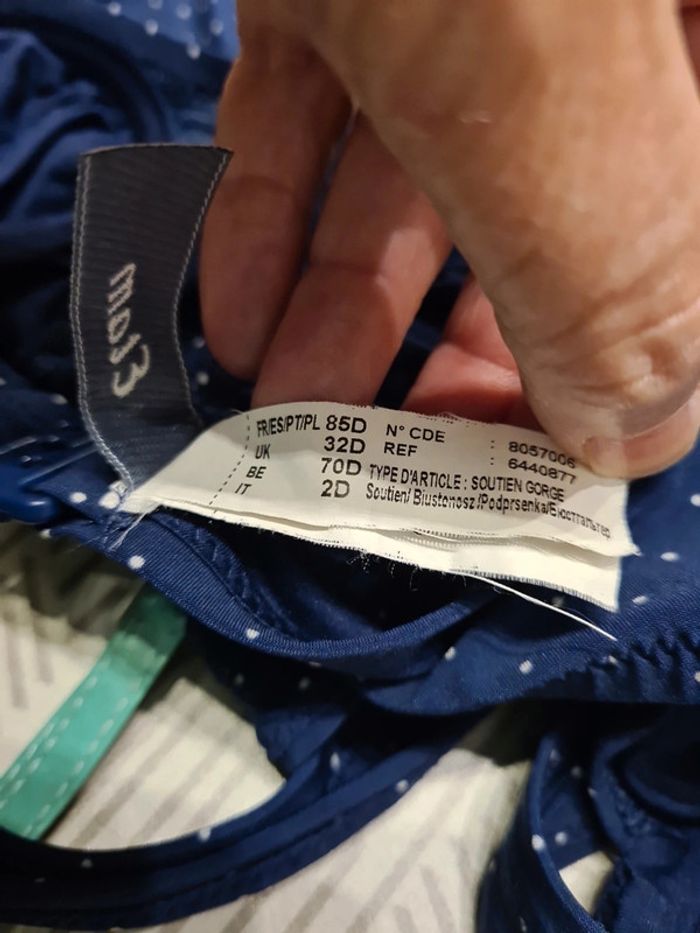 FR/ES/PT/PL 85D N° CDE : 8057006
UK 32D REF : 6440877
BE 70D TYPE D'ARTICLE : SOUTIEN GORGE
IT 2D Soutien/ Biustonosz /Podprsenka/Бюстгальтер